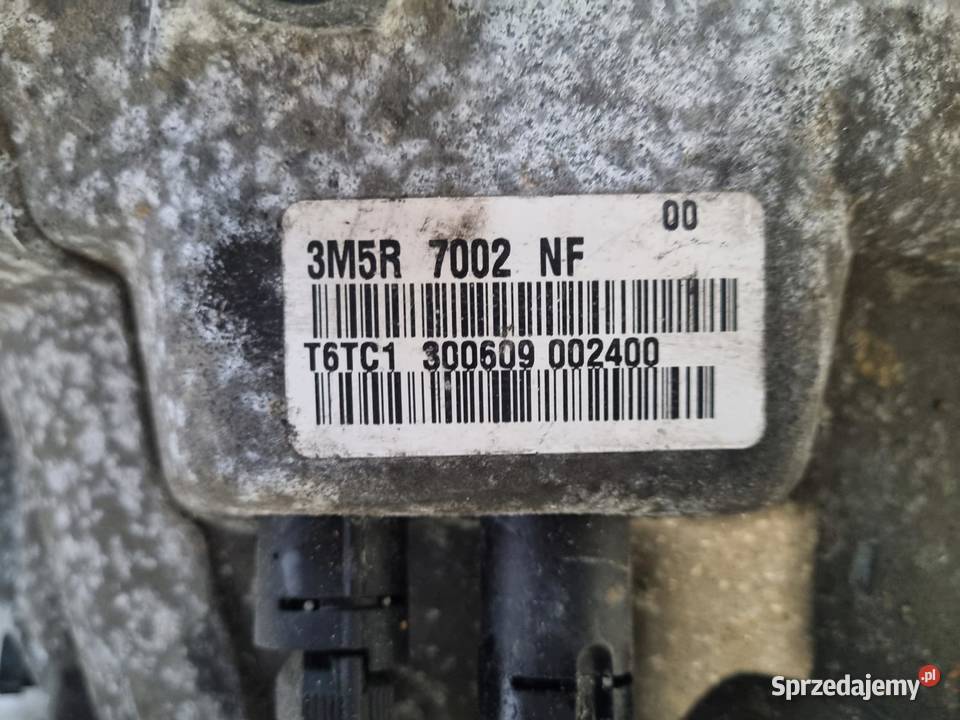 00
3M5R 7002 NF
T6TC1 300609 002400
Sprzedajemy.pl